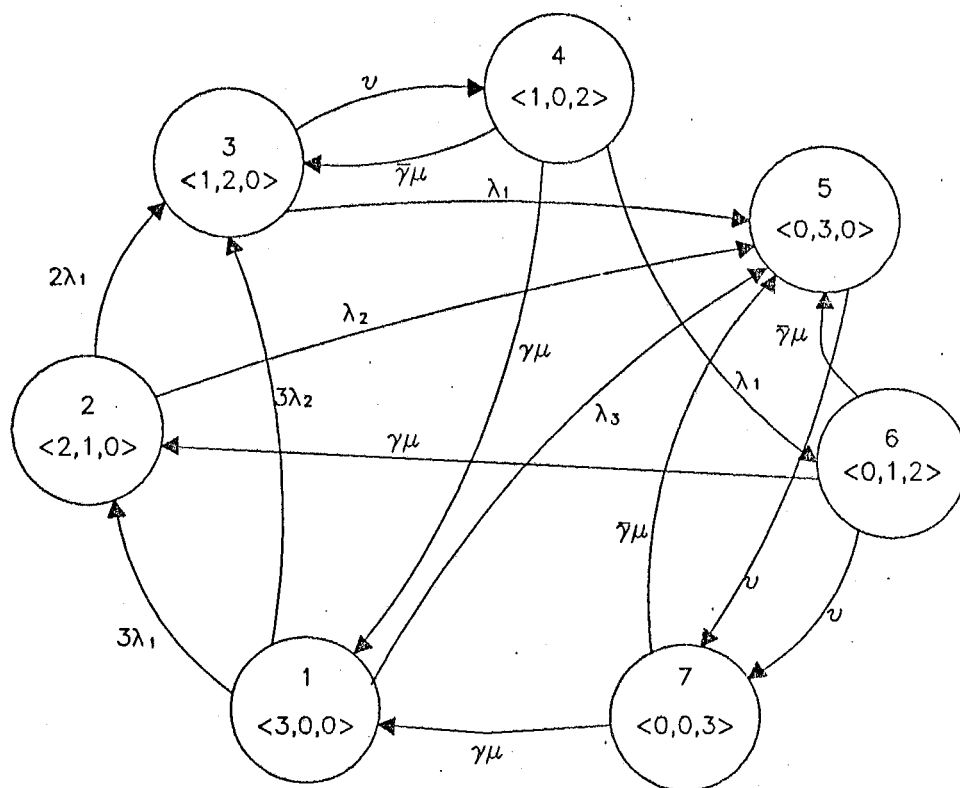 4
<1,0,2>
υ
3
<1,2,0>
γ̄μ
λ₁
5
<0,3,0>
2λ₁
λ₂
γμ
γ̄μ
λ₁
3λ₂
λ₃
2
<2,1,0>
γμ
6
<0,1,2>
γ̄μ
υ
υ
3λ₁
1
<3,0,0>
7
<0,0,3>
γμ